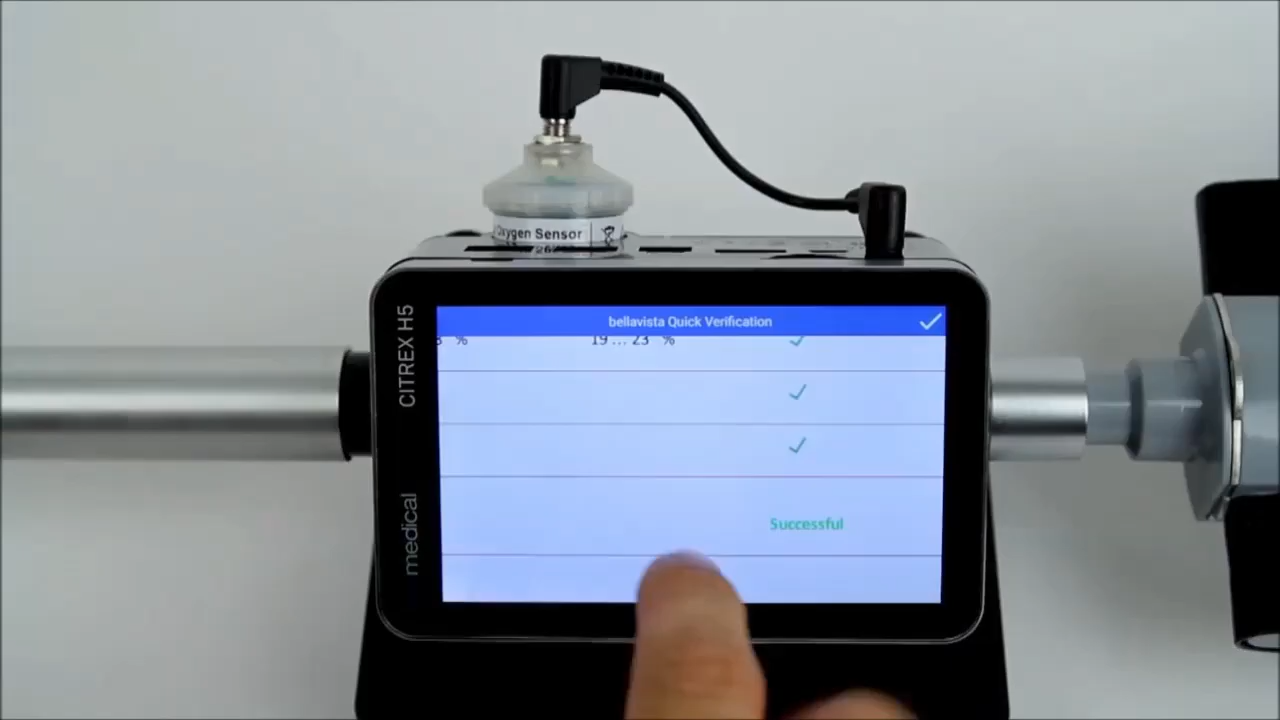 Oxygen Sensor
CITREX H5
medical
bellavista Quick Verification
% 19 ... 23 %
Successful